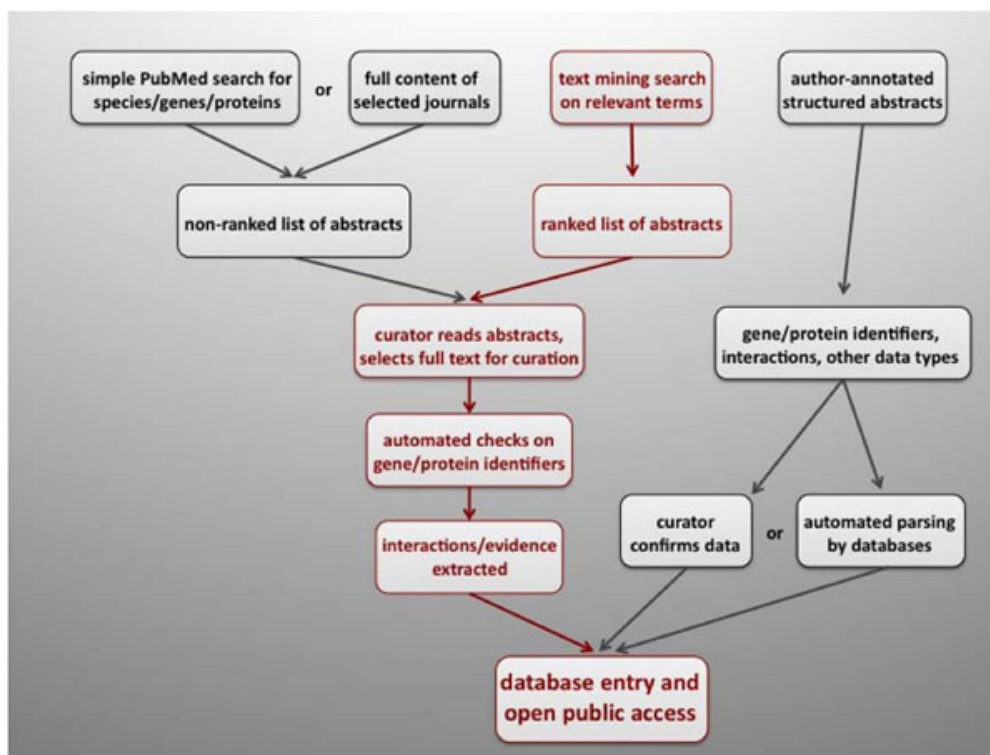 simple PubMed search for
species/genes/proteins
or
full content of
selected journals
text mining search
on relevant terms
author-annotated
structured abstracts
non-ranked list of abstracts
ranked list of abstracts
curator reads abstracts,
selects full text for curation
gene/protein identifiers,
interactions, other data types
automated checks on
gene/protein identifiers
interactions/evidence
extracted
curator
confirms data
or
automated parsing
by databases
database entry and
open public access